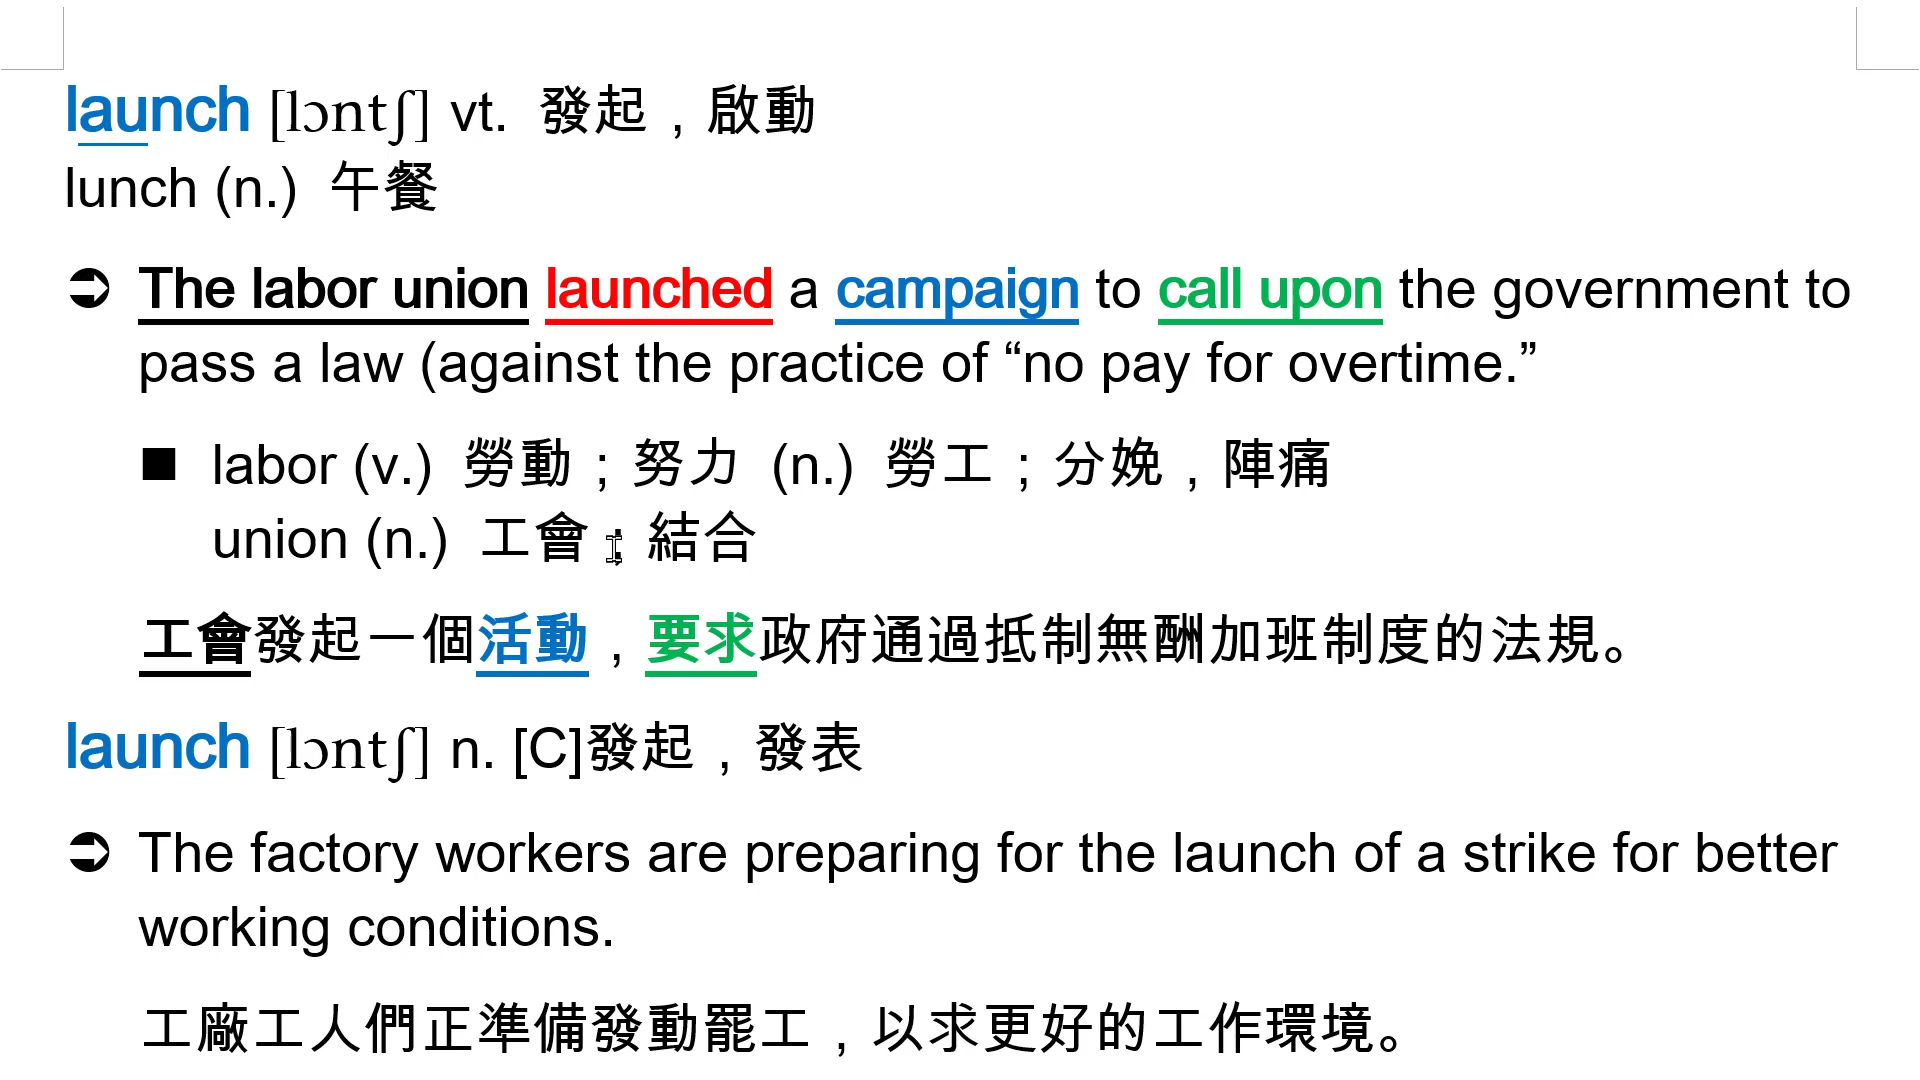 launch [lɔntʃ] vt. 發起，啟動
lunch (n.) 午餐
➲ The labor union launched a campaign to call upon the government to
pass a law (against the practice of “no pay for overtime.”
■ labor (v.) 勞動；努力 (n.) 勞工；分娩，陣痛
union (n.) 工會；結合
工會發起一個活動，要求政府通過抵制無酬加班制度的法規。
launch [lɔntʃ] n. [C]發起，發表
➲ The factory workers are preparing for the launch of a strike for better
working conditions.
工廠工人們正準備發動罷工，以求更好的工作環境。